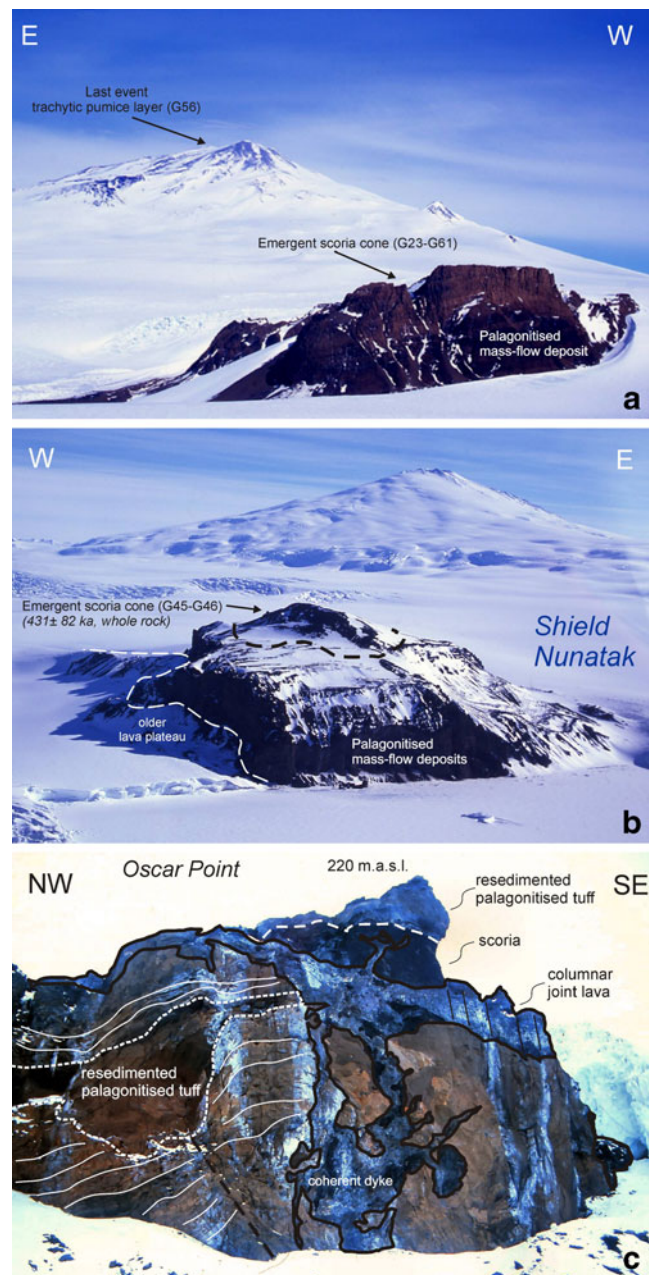 E
W
Last event
trachytic pumice layer (G56)
Emergent scoria cone (G23-G61)
Palagonitised
mass-flow deposit
a
W
E
Emergent scoria cone (G45-G46)
(431± 82 ka, whole rock)
Shield
Nunatak
older
lava plateau
Palagonitised
mass-flow deposits
b
Oscar Point
220 m.a.s.l.
NW
SE
resedimented
palagonitised tuff
scoria
columnar
joint lava
resedimented
palagonitised tuff
coherent dyke
c